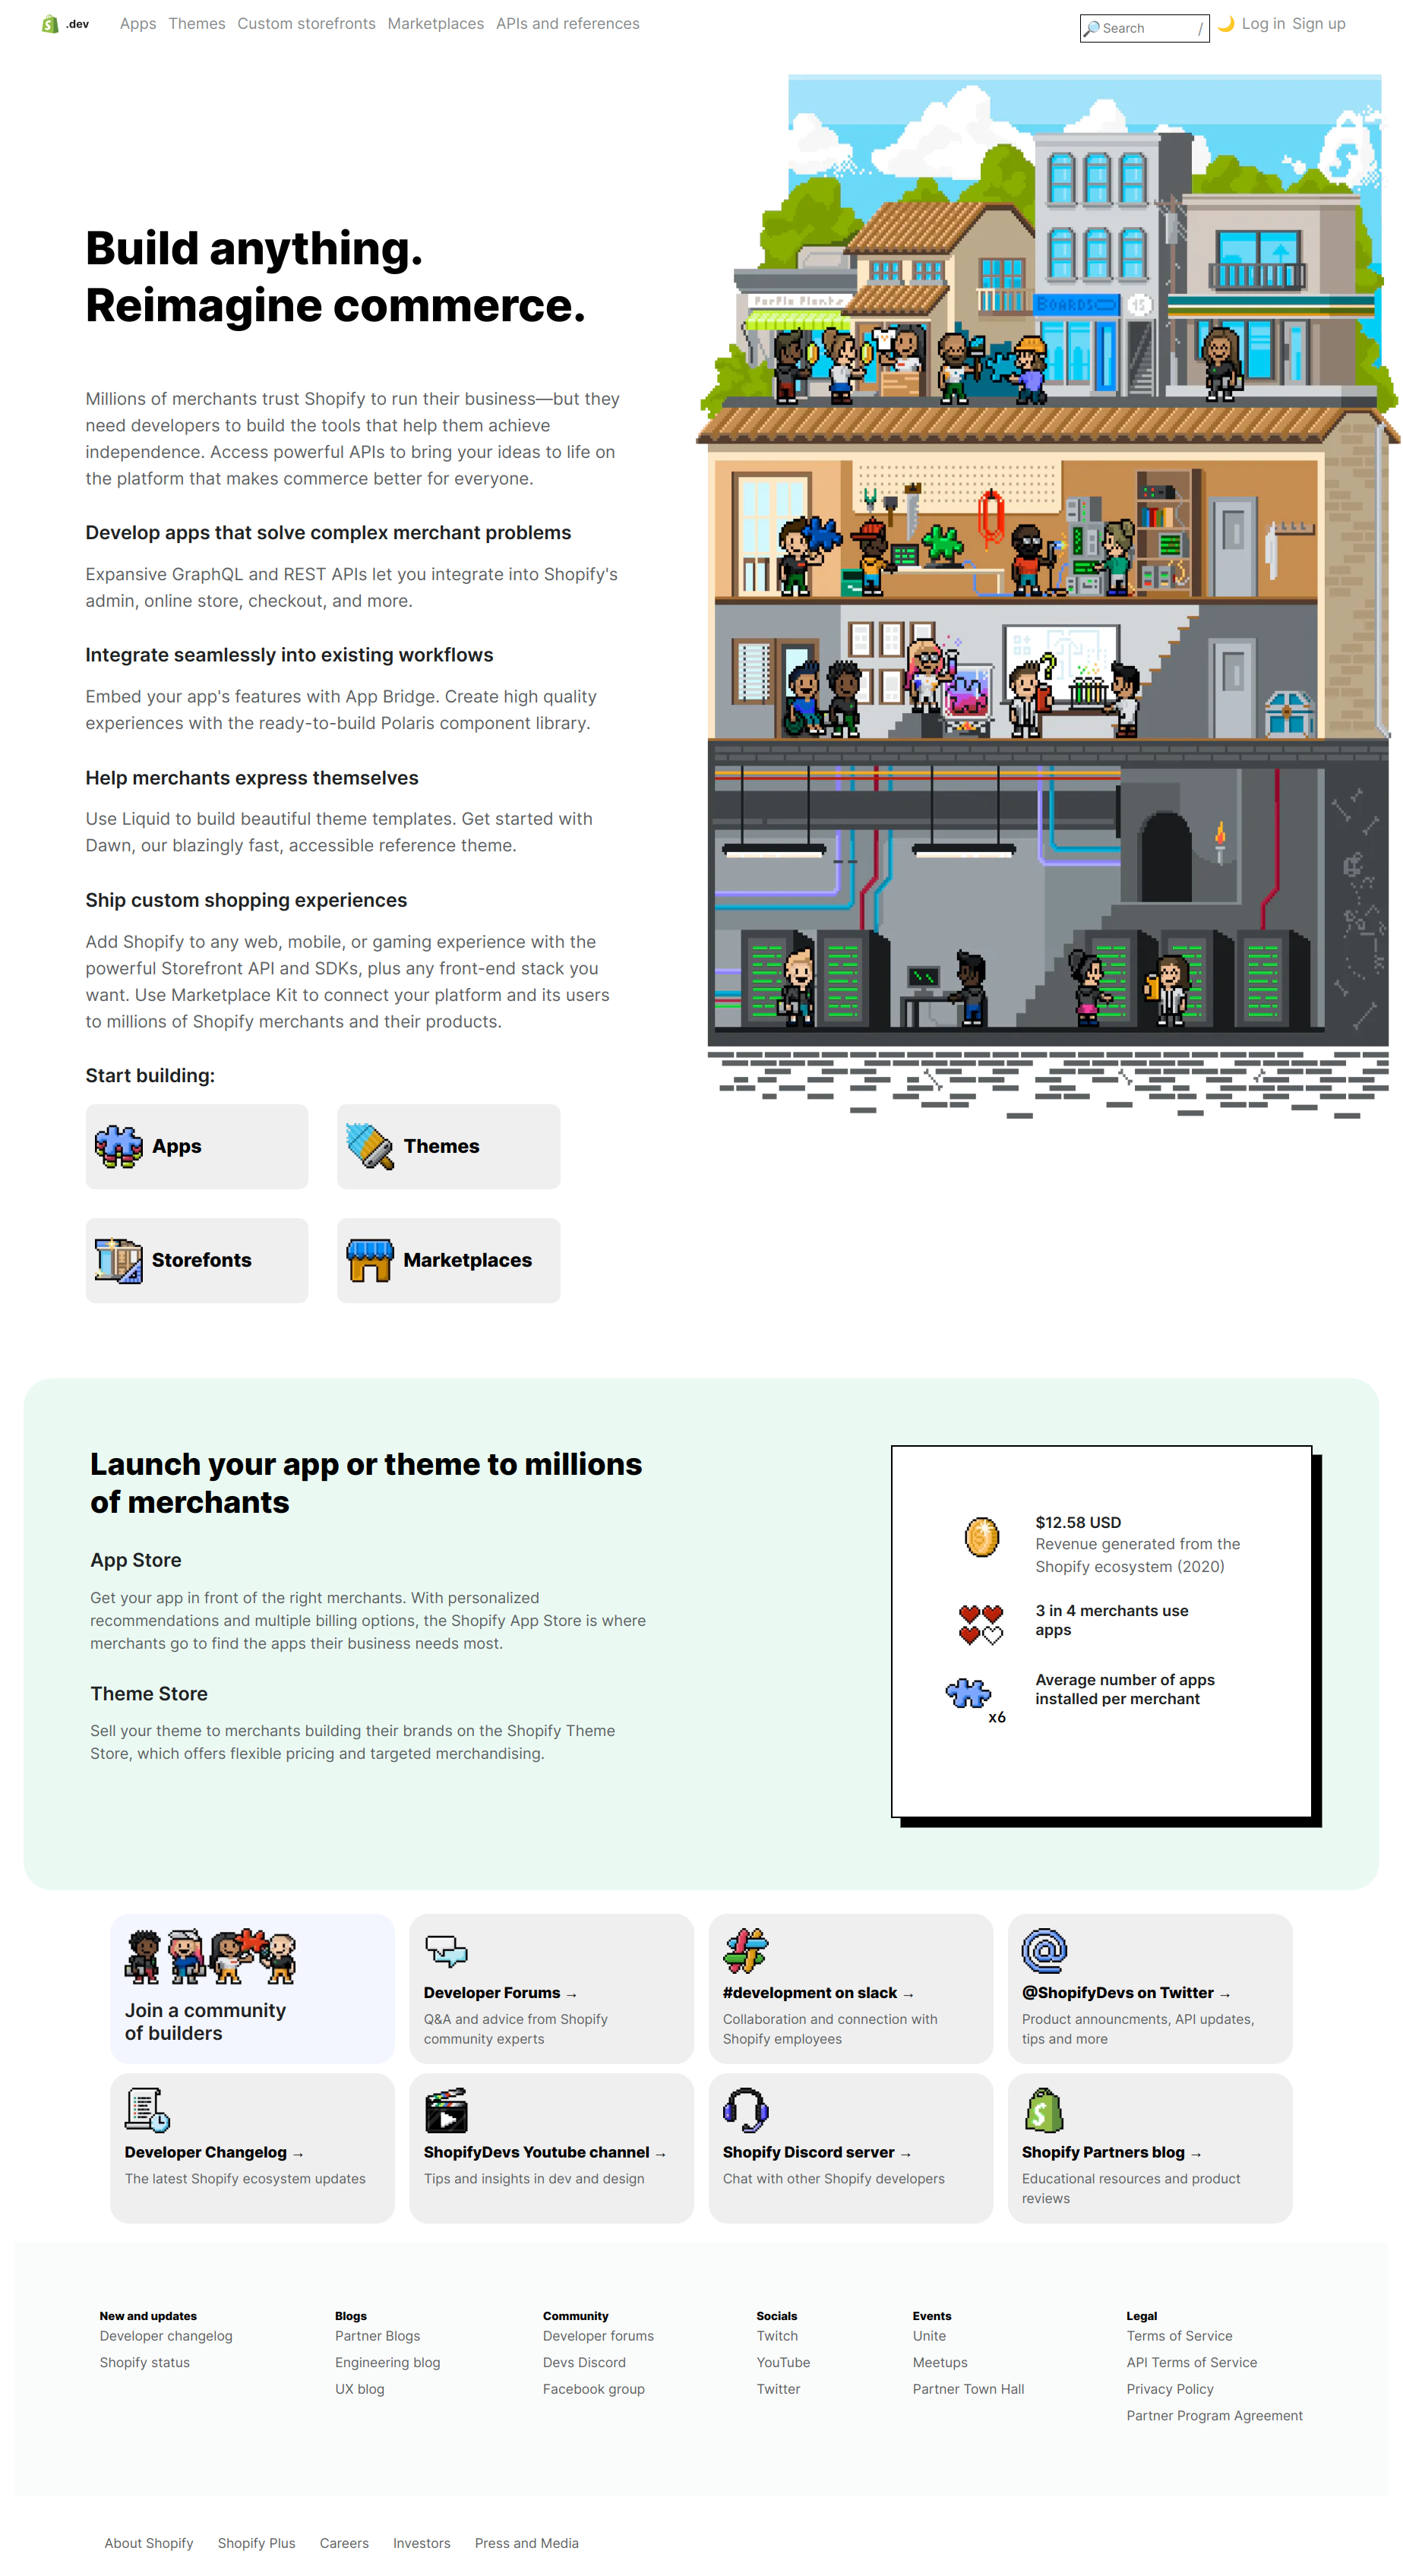 .dev Apps Themes Custom storefronts Marketplaces APIs and references Search / Log in Sign up
Build anything.
Reimagine commerce.
Millions of merchants trust Shopify to run their business—but they
need developers to build the tools that help them achieve
independence. Access powerful APIs to bring your ideas to life on
the platform that makes commerce better for everyone.
Develop apps that solve complex merchant problems
Expansive GraphQL and REST APIs let you integrate into Shopify's
admin, online store, checkout, and more.
Integrate seamlessly into existing workflows
Embed your app's features with App Bridge. Create high quality
experiences with the ready-to-build Polaris component library.
Help merchants express themselves
Use Liquid to build beautiful theme templates. Get started with
Dawn, our blazingly fast, accessible reference theme.
Ship custom shopping experiences
Add Shopify to any web, mobile, or gaming experience with the
powerful Storefront API and SDKs, plus any front-end stack you
want. Use Marketplace Kit to connect your platform and its users
to millions of Shopify merchants and their products.
Start building:
Apps
Themes
Storefonts
Marketplaces
Plants
BOARDS
15
?
Launch your app or theme to millions
of merchants
App Store
Get your app in front of the right merchants. With personalized
recommendations and multiple billing options, the Shopify App Store is where
merchants go to find the apps their business needs most.
Theme Store
Sell your theme to merchants building their brands on the Shopify Theme
Store, which offers flexible pricing and targeted merchandising.
$12.58 USD
Revenue generated from the
Shopify ecosystem (2020)
3 in 4 merchants use
apps
x6
Average number of apps
installed per merchant
Join a community
of builders
Developer Forums →
Q&A and advice from Shopify
community experts
#development on slack →
Collaboration and connection with
Shopify employees
@ShopifyDevs on Twitter →
Product announcments, API updates,
tips and more
Developer Changelog →
The latest Shopify ecosystem updates
ShopifyDevs Youtube channel →
Tips and insights in dev and design
Shopify Discord server →
Chat with other Shopify developers
Shopify Partners blog →
Educational resources and product
reviews
New and updates
Developer changelog
Shopify status
Blogs
Partner Blogs
Engineering blog
UX blog
Community
Developer forums
Devs Discord
Facebook group
Socials
Twitch
YouTube
Twitter
Events
Unite
Meetups
Partner Town Hall
Legal
Terms of Service
API Terms of Service
Privacy Policy
Partner Program Agreement
About Shopify Shopify Plus Careers Investors Press and Media